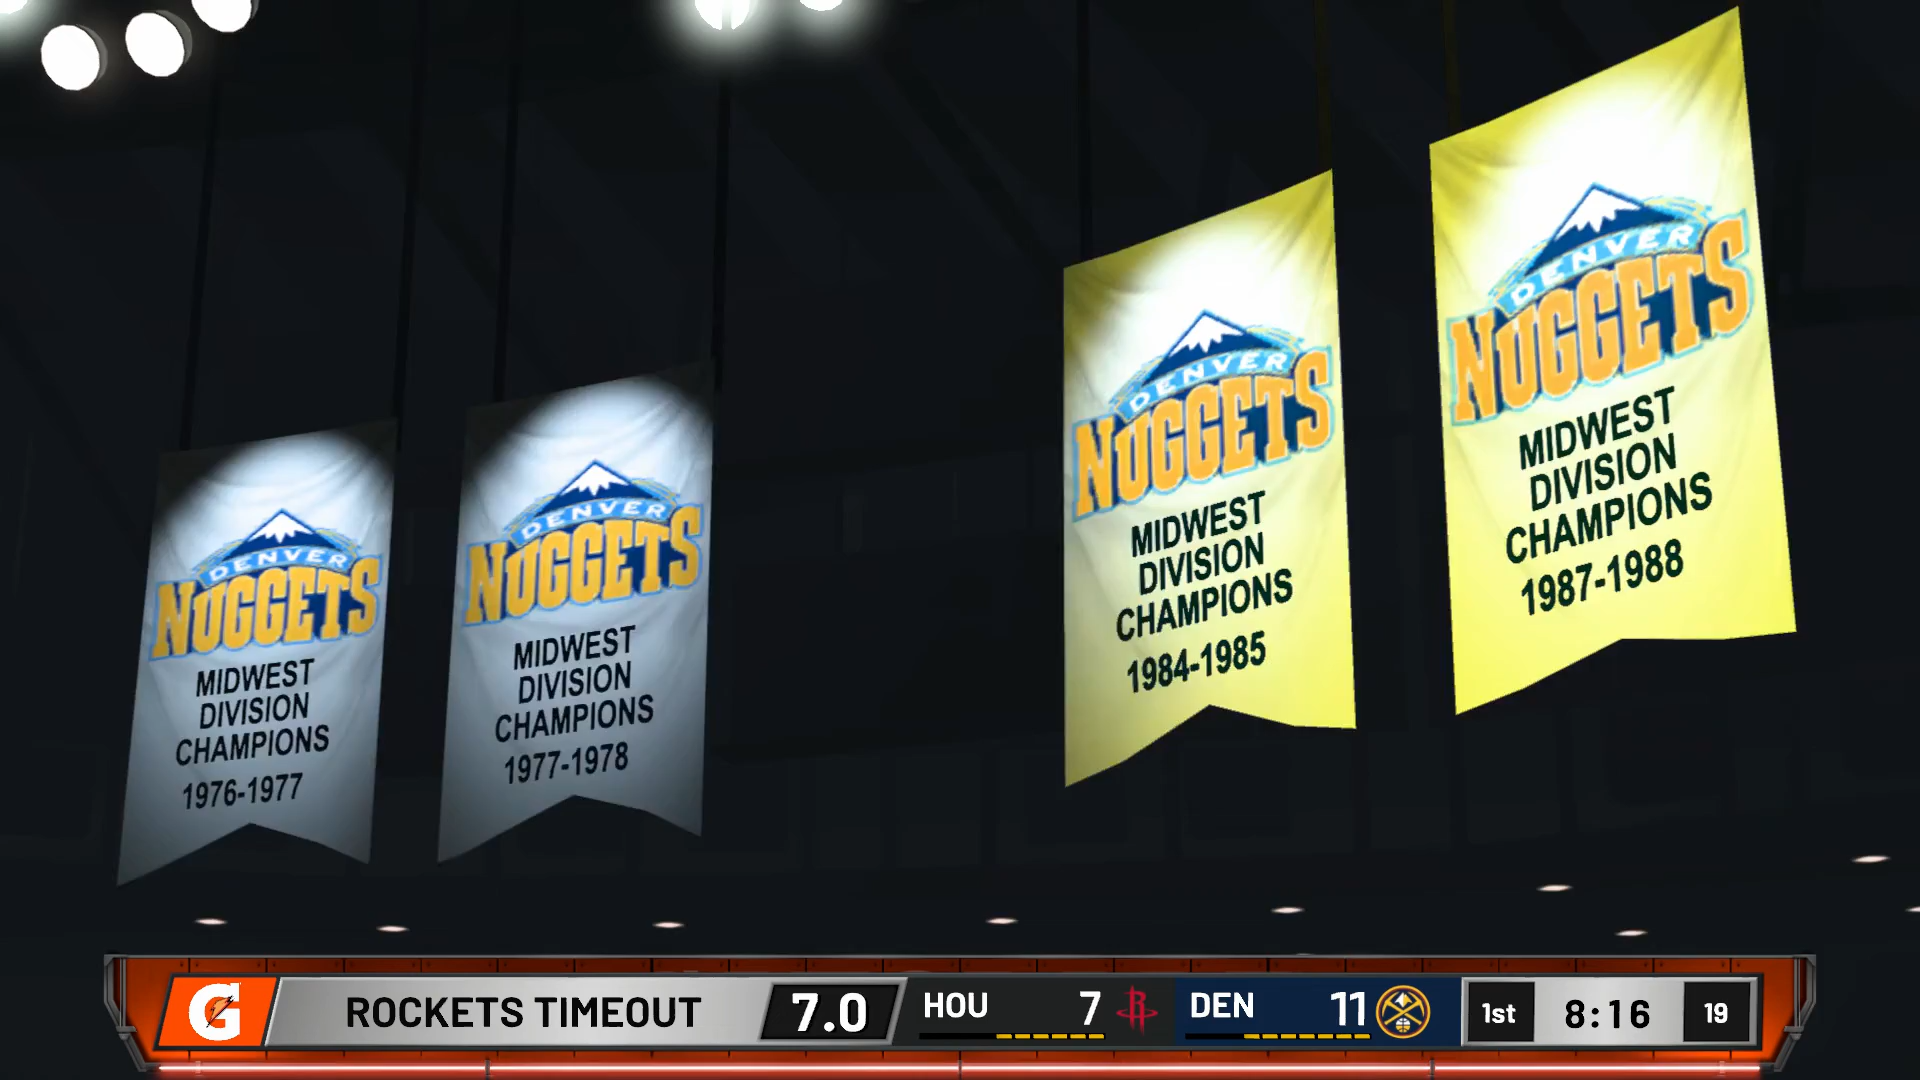 DENVER
NUGGETS
MIDWEST
DIVISION
CHAMPIONS
1976-1977
DENVER
NUGGETS
MIDWEST
DIVISION
CHAMPIONS
1977-1978
DENVER
NUGGETS
MIDWEST
DIVISION
CHAMPIONS
1984-1985
DENVER
NUGGETS
MIDWEST
DIVISION
CHAMPIONS
1987-1988
G ROCKETS TIMEOUT 7.0 HOU 7 R DEN 11 1st 8:16 19